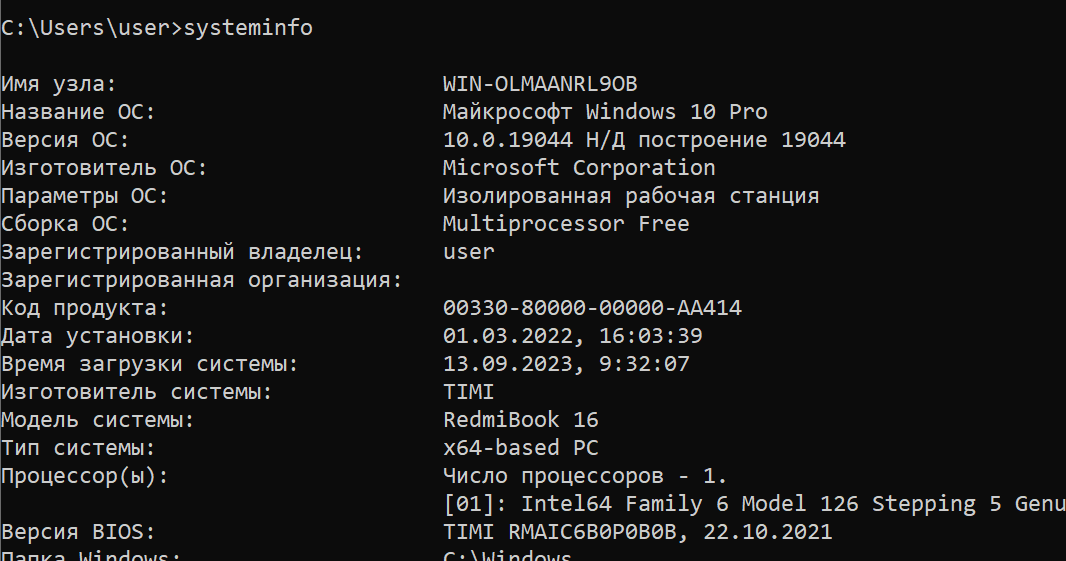 C:\Users\user>systeminfo
Имя узла: WIN-OLMAANRL9OB
Название ОС: Майкрософт Windows 10 Pro
Версия ОС: 10.0.19044 Н/Д построение 19044
Изготовитель ОС: Microsoft Corporation
Параметры ОС: Изолированная рабочая станция
Сборка ОС: Multiprocessor Free
Зарегистрированный владелец: user
Зарегистрированная организация:
Код продукта: 00330-80000-00000-AA414
Дата установки: 01.03.2022, 16:03:39
Время загрузки системы: 13.09.2023, 9:32:07
Изготовитель системы: TIMI
Модель системы: RedmiBook 16
Тип системы: x64-based PC
Процессор(ы): Число процессоров - 1.
[01]: Intel64 Family 6 Model 126 Stepping 5 Genu
Версия BIOS: TIMI RMAIC6B0P0B0B, 22.10.2021
Папка Windows: C:\Windows